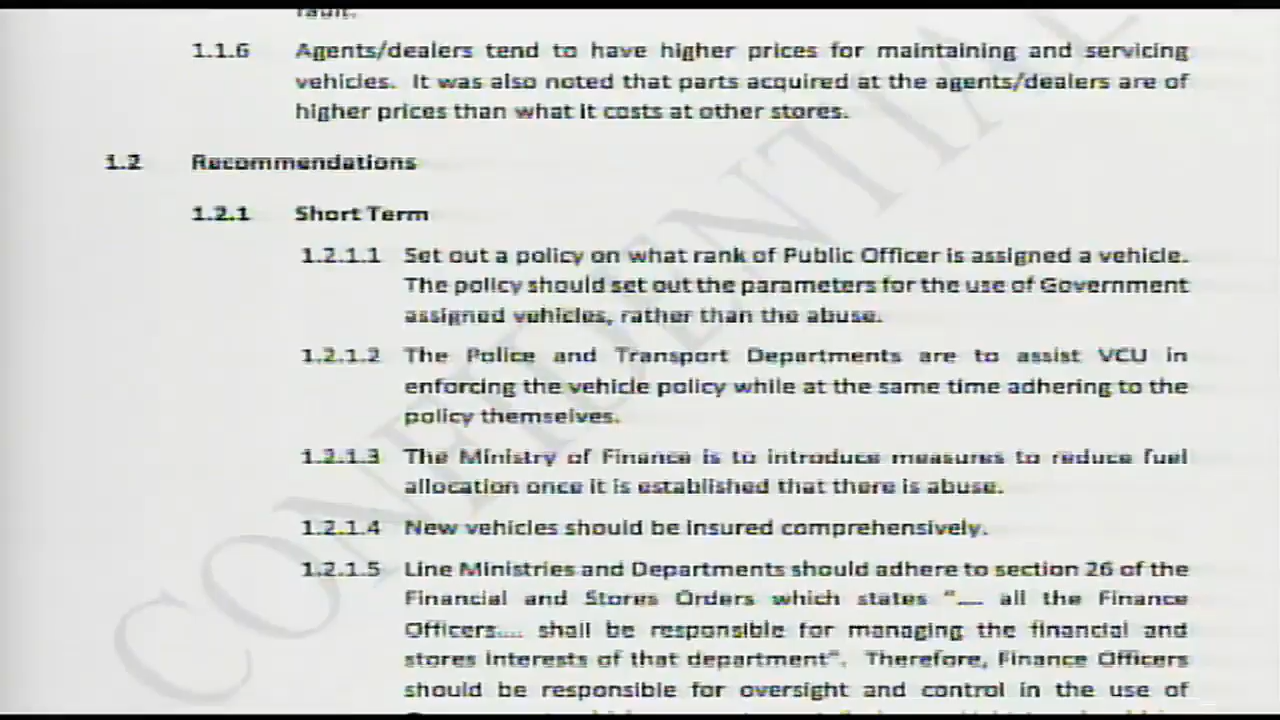 fault.
1.1.6 Agents/dealers tend to have higher prices for maintaining and servicing
vehicles. It was also noted that parts acquired at the agents/dealers are of
higher prices than what it costs at other stores.
1.2 Recommendations
1.2.1 Short Term
1.2.1.1 Set out a policy on what rank of Public Officer is assigned a vehicle.
The policy should set out the parameters for the use of Government
assigned vehicles, rather than the abuse.
1.2.1.2 The Police and Transport Departments are to assist VCU in
enforcing the vehicle policy while at the same time adhering to the
policy themselves.
1.2.1.3 The Ministry of Finance is to introduce measures to reduce fuel
allocation once it is established that there is abuse.
1.2.1.4 New vehicles should be insured comprehensively.
1.2.1.5 Line Ministries and Departments should adhere to section 26 of the
Financial and Stores Orders which states ".... all the Finance
Officers.... shall be responsible for managing the financial and
stores interests of that department". Therefore, Finance Officers
should be responsible for oversight and control in the use of
CONFIDENTIAL